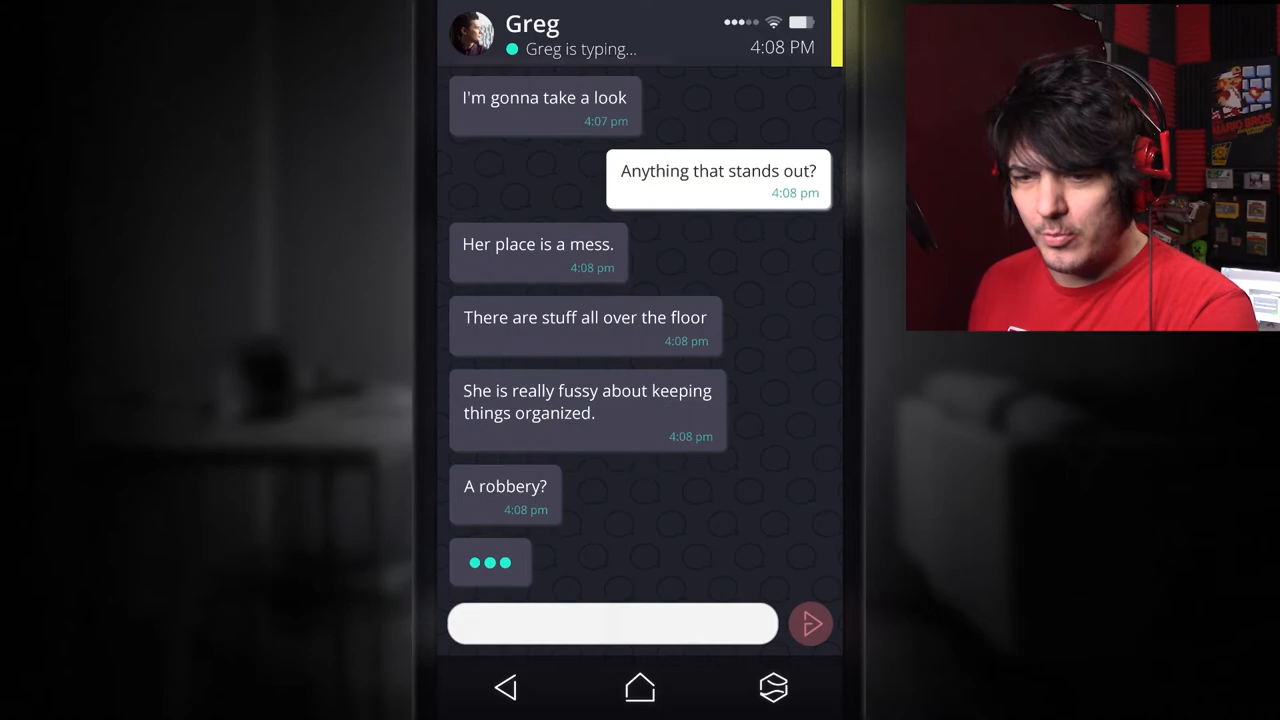 Greg
Greg is typing...
4:08 PM
I'm gonna take a look
4:07 pm
Anything that stands out?
4:08 pm
Her place is a mess.
4:08 pm
There are stuff all over the floor
4:08 pm
She is really fussy about keeping
things organized.
4:08 pm
A robbery?
4:08 pm
MARIO BROS.